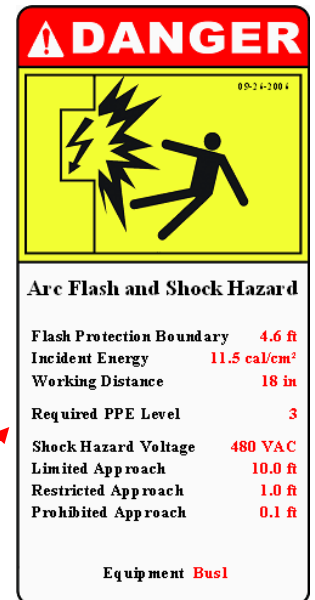 DANGER
09-26-2006
Arc Flash and Shock Hazard
Flash Protection Boundary 4.6 ft
Incident Energy 11.5 cal/cm²
Working Distance 18 in
Required PPE Level 3
Shock Hazard Voltage 480 VAC
Limited Approach 10.0 ft
Restricted Approach 1.0 ft
Prohibited Approach 0.1 ft
Equipment Bus1